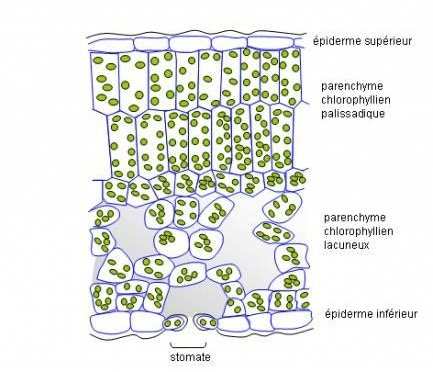 épiderme supérieur
parenchyme
chlorophyllien
palissadique
parenchyme
chlorophyllien
lacuneux
épiderme inférieur
stomate